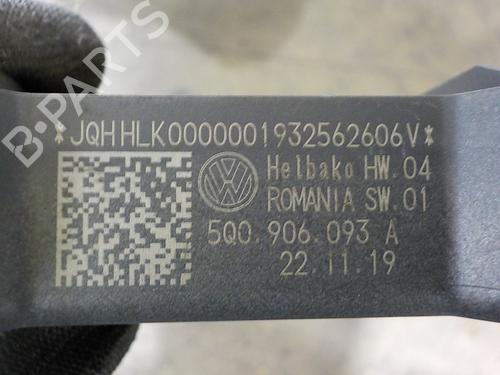 B-PARTS
*JQHHLK0000001932562606V*
Helbako HW.04
ROMANIA SW.01
5Q0.906.093 A
22.11.19